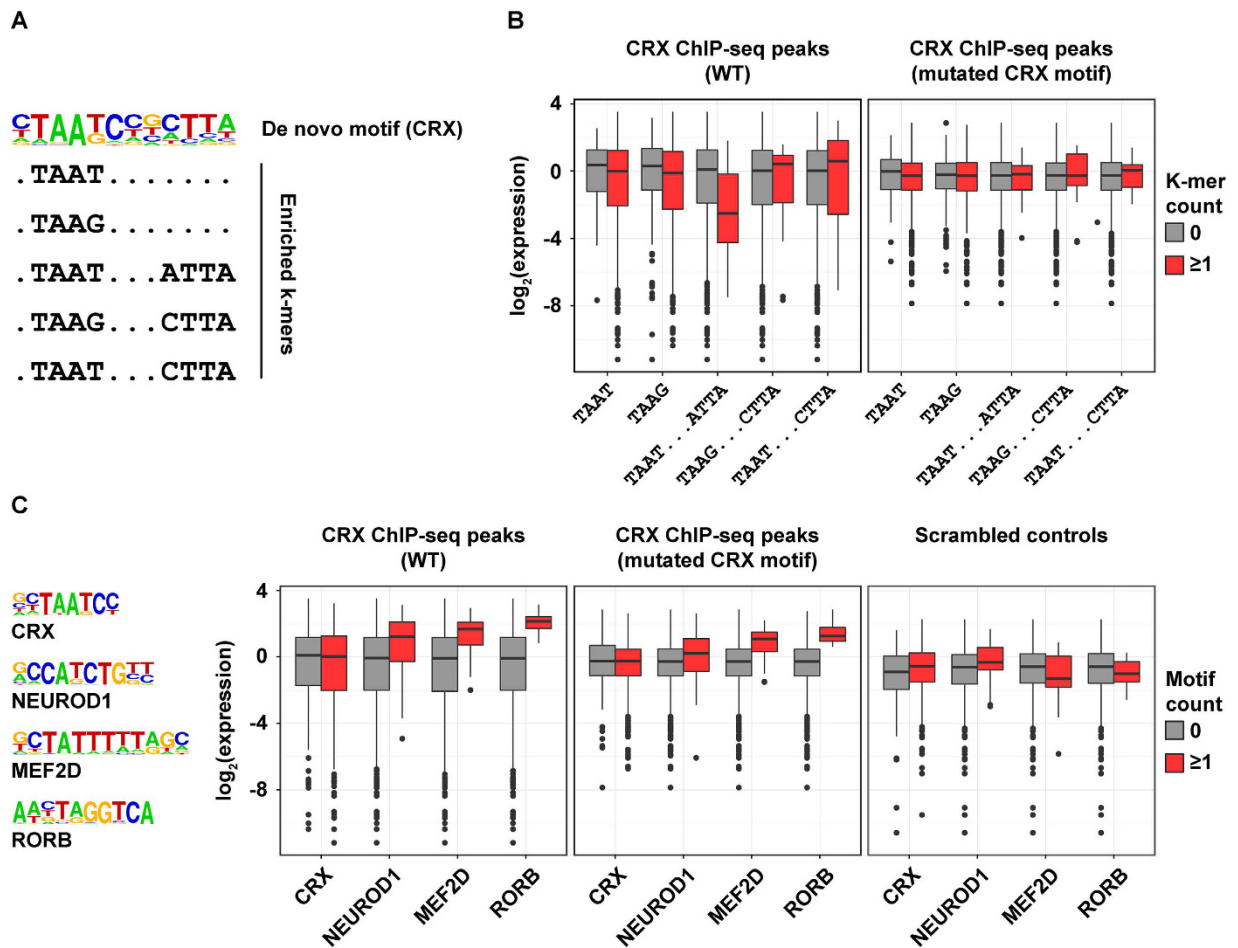 A
CTAATCCGCTTA
De novo motif (CRX)
.TAAT.......
.TAAG.......
.TAAT...ATTA
.TAAG...CTTA
.TAAT...CTTA
Enriched k-mers
B
CRX ChIP-seq peaks
(WT)
CRX ChIP-seq peaks
(mutated CRX motif)
log2(expression)
4
0
-4
-8
TAAT
TAAG
TAAT...ATTA
TAAG...CTTA
TAAT...CTTA
TAAT
TAAG
TAAT...ATTA
TAAG...CTTA
TAAT...CTTA
K-mer
count
0
≥1
C
CRX
NEUROD1
MEF2D
RORB
CRX ChIP-seq peaks
(WT)
CRX ChIP-seq peaks
(mutated CRX motif)
Scrambled controls
log2(expression)
4
0
-4
-8
CRX
NEUROD1
MEF2D
RORB
CRX
NEUROD1
MEF2D
RORB
CRX
NEUROD1
MEF2D
RORB
Motif
count
0
≥1